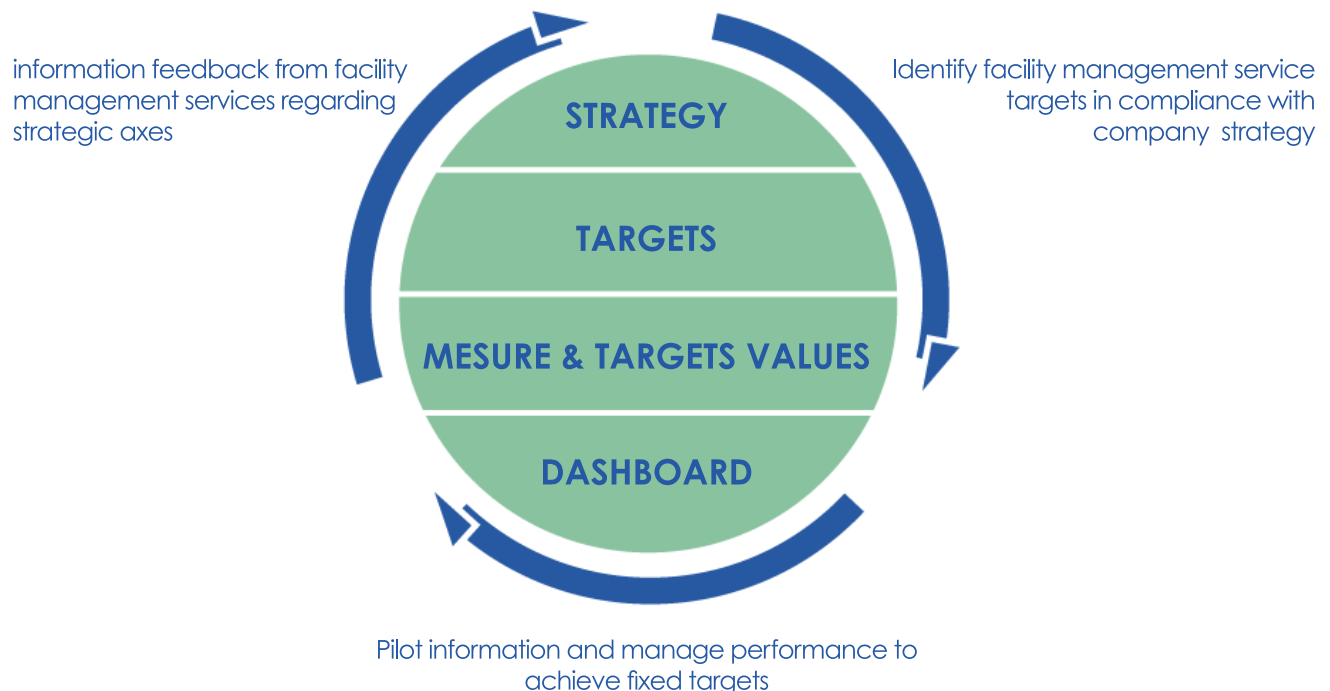 information feedback from facility
management services regarding
strategic axes
Identify facility management service
targets in compliance with
company strategy
STRATEGY
TARGETS
MESURE & TARGETS VALUES
DASHBOARD
Pilot information and manage performance to
achieve fixed targets